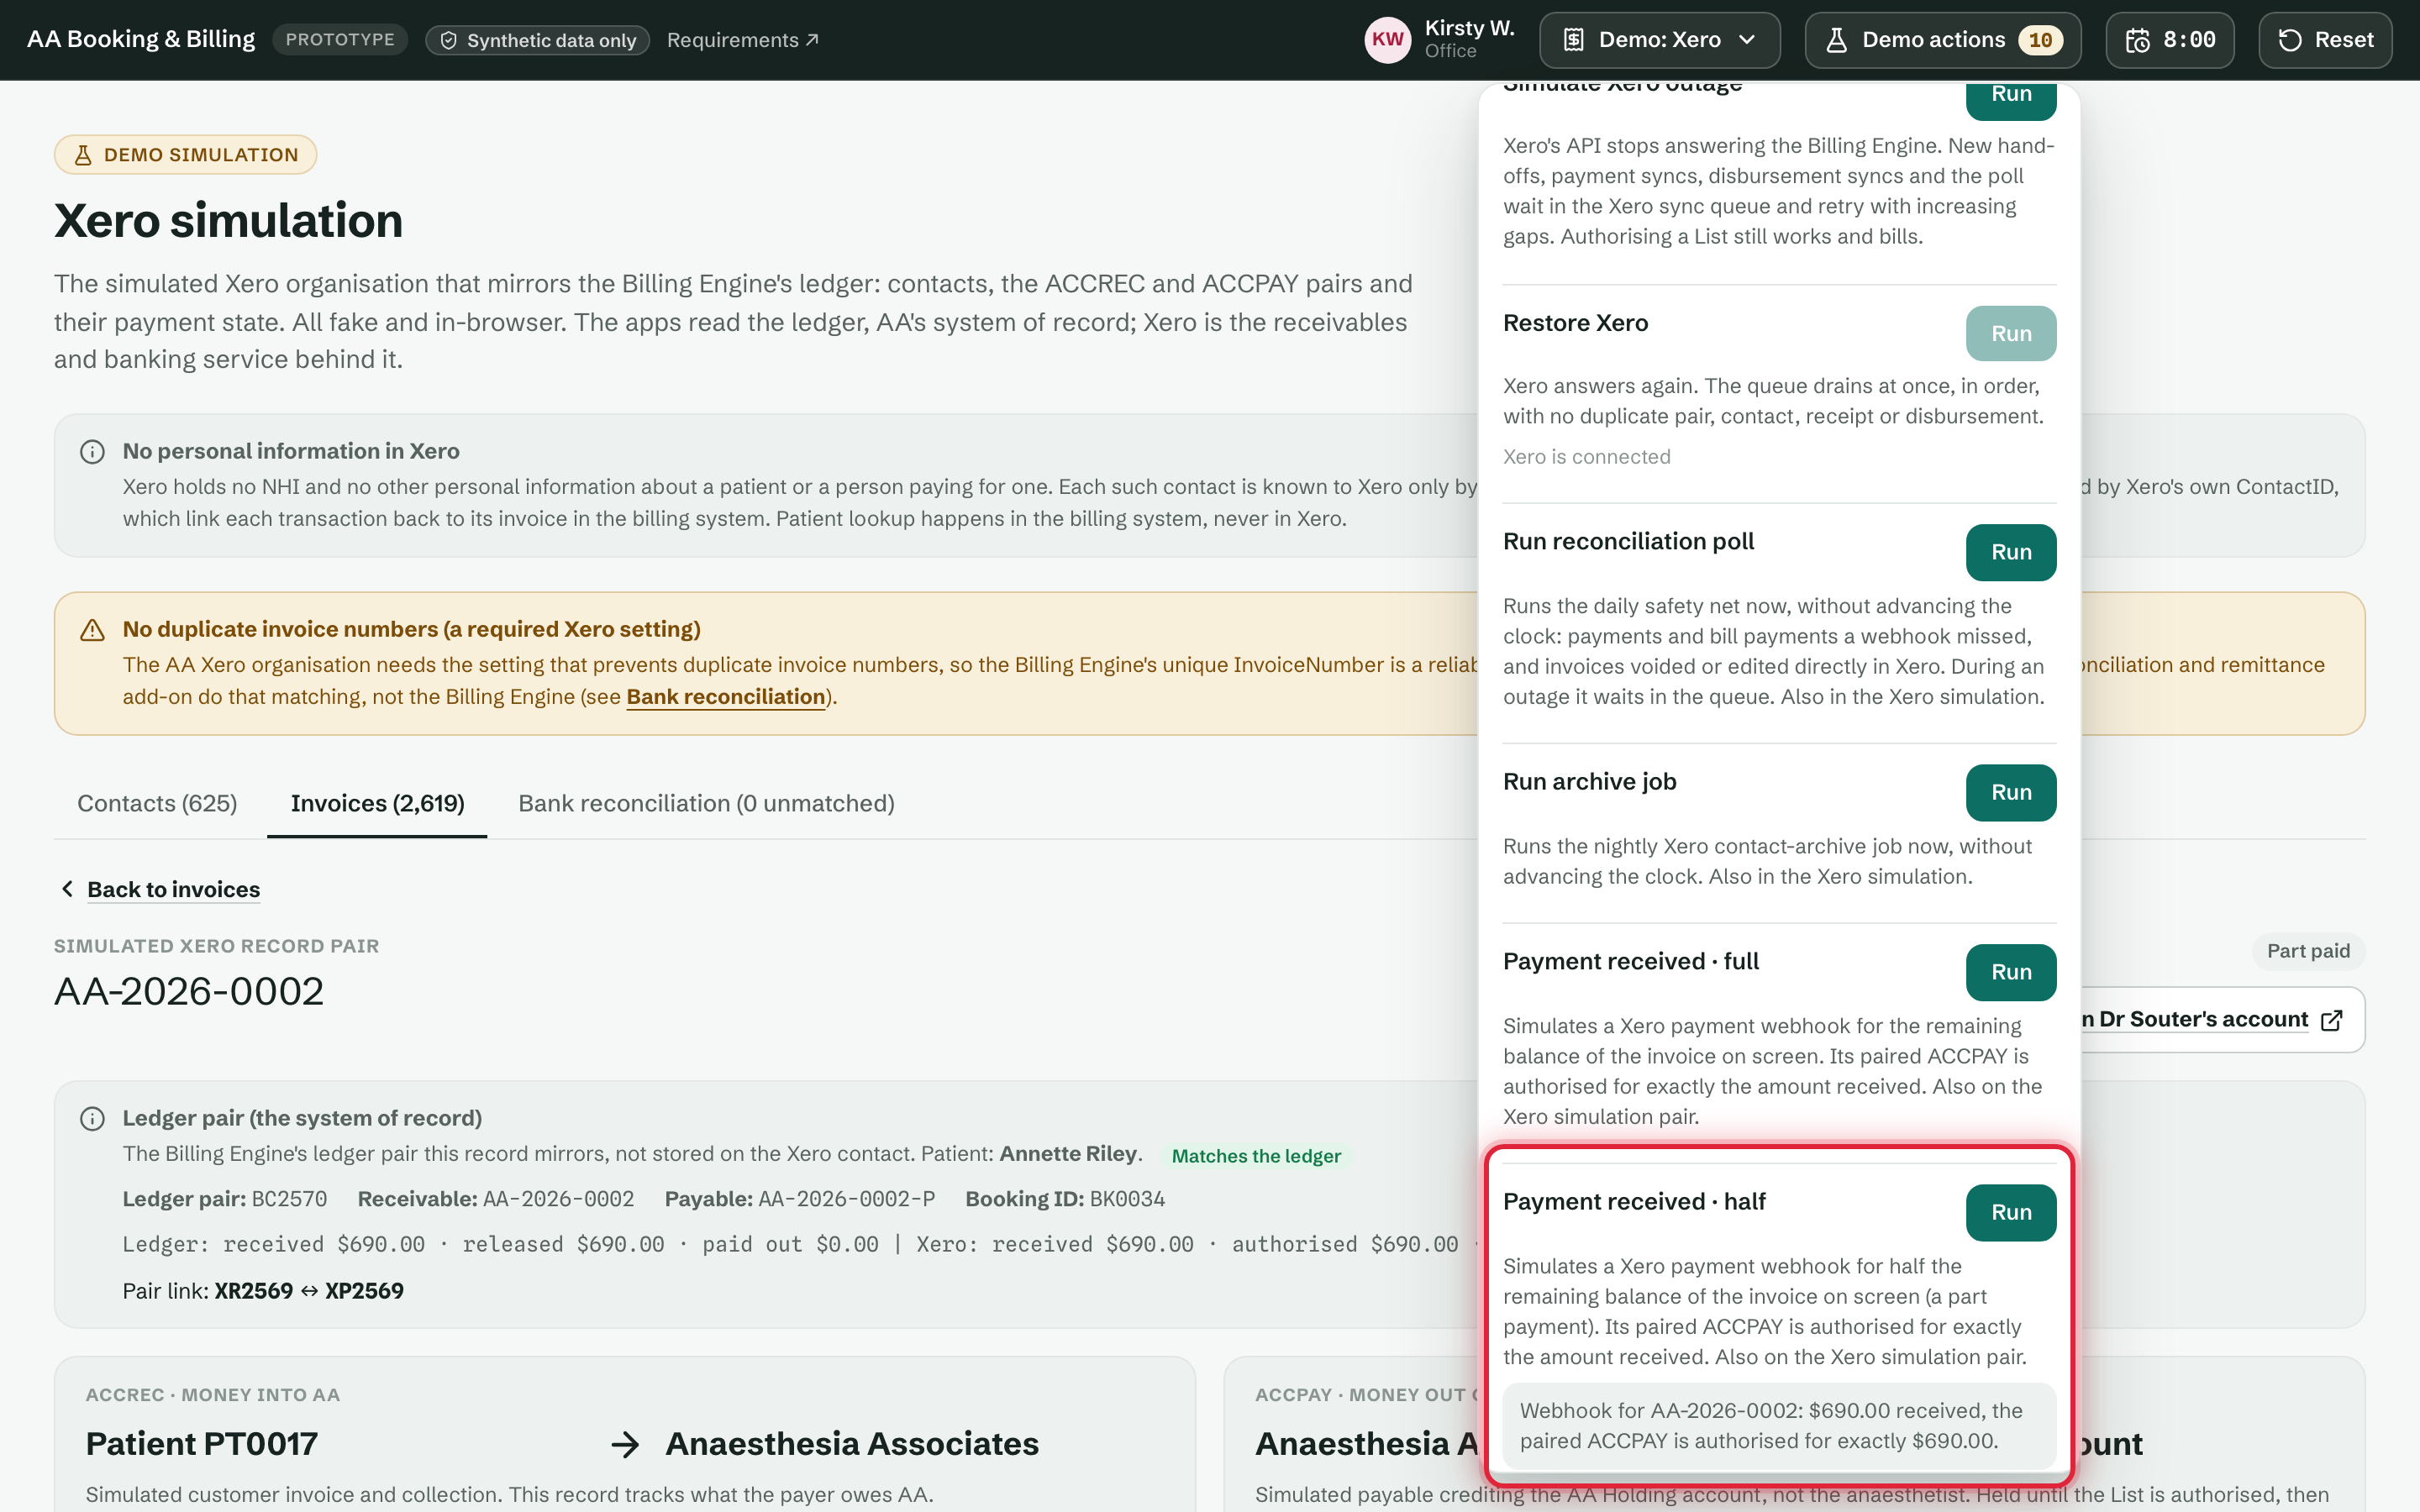 AA Booking & Billing
PROTOTYPE
Synthetic data only
Requirements ↗
KW
Kirsty W.
Office
Demo: Xero
Demo actions 10
8:00
Reset
DEMO SIMULATION
Xero simulation
The simulated Xero organisation that mirrors the Billing Engine's ledger: contacts, the ACCREC and ACCPAY pairs and
their payment state. All fake and in-browser. The apps read the ledger, AA's system of record; Xero is the receivables
and banking service behind it.
No personal information in Xero
Xero holds no NHI and no other personal information about a patient or a person paying for one. Each such contact is known to Xero only by
d by Xero's own ContactID,
which link each transaction back to its invoice in the billing system. Patient lookup happens in the billing system, never in Xero.
No duplicate invoice numbers (a required Xero setting)
The AA Xero organisation needs the setting that prevents duplicate invoice numbers, so the Billing Engine's unique InvoiceNumber is a
and remittance
add-on do that matching, not the Billing Engine (see Bank reconciliation).
Contacts (625)
Invoices (2,619)
Bank reconciliation (0 unmatched)
Back to invoices
SIMULATED XERO RECORD PAIR
AA-2026-0002
Part paid
Dr Souter's account
Ledger pair (the system of record)
The Billing Engine's ledger pair this record mirrors, not stored on the Xero contact. Patient: Annette Riley. Matches the ledger
Ledger pair: BC2570 Receivable: AA-2026-0002 Payable: AA-2026-0002-P Booking ID: BK0034
Ledger: received $690.00 · released $690.00 · paid out $0.00 | Xero: received $690.00 · authorised $690.00 ·
Pair link: XR2569 ↔ XP2569
ACCREC · MONEY INTO AA
Patient PT0017 → Anaesthesia Associates
Simulated customer invoice and collection. This record tracks what the payer owes AA.
ACCPAY · MONEY OUT
Anaesthesia
Simulated payable crediting the AA Holding account, not the anaesthetist. Held until the List is authorised, then
Simulate Xero outage
Run
Xero's API stops answering the Billing Engine. New hand-
offs, payment syncs, disbursement syncs and the poll
wait in the Xero sync queue and retry with increasing
gaps. Authorising a List still works and bills.
Restore Xero
Run
Xero answers again. The queue drains at once, in order,
with no duplicate pair, contact, receipt or disbursement.
Xero is connected
Run reconciliation poll
Run
Runs the daily safety net now, without advancing the
clock: payments and bill payments a webhook missed,
and invoices voided or edited directly in Xero. During an
outage it waits in the queue. Also in the Xero simulation.
Run archive job
Run
Runs the nightly Xero contact-archive job now, without
advancing the clock. Also in the Xero simulation.
Payment received · full
Run
Simulates a Xero payment webhook for the remaining
balance of the invoice on screen. Its paired ACCPAY is
authorised for exactly the amount received. Also on the
Xero simulation pair.
Payment received · half
Run
Simulates a Xero payment webhook for half the
remaining balance of the invoice on screen (a part
payment). Its paired ACCPAY is authorised for exactly
the amount received. Also on the Xero simulation pair.
Webhook for AA-2026-0002: $690.00 received, the
paired ACCPAY is authorised for exactly $690.00.